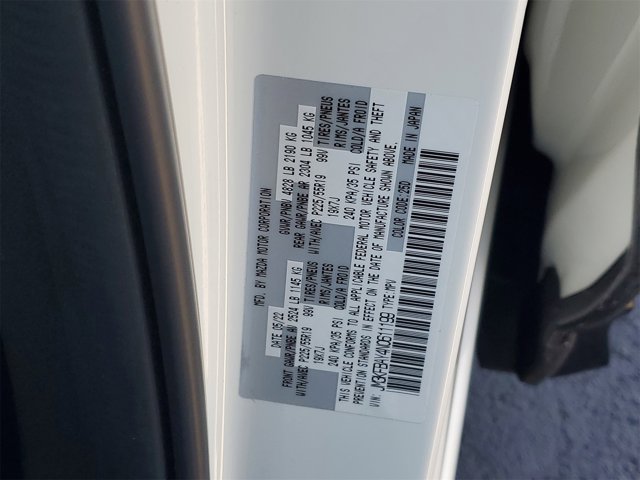 MFD. BY MAZDA MOTOR CORPORATION
DATE 05/22 GVWR/PNBV 4828 LB 2190 KG
FRONT GAWR/PNBE AV 2524 LB 1145 KG REAR GAWR/PNBE AR 2304 LB 1045 KG
WITH/AVEC P225/55R19 99V TIRES/PNEUS WITH/AVEC P225/55R19 99V TIRES/PNEUS
19X7J RIMS/JANTES 19X7J RIMS/JANTES
240 KPA/35 PSI COLD/A FROID 240 KPA/35 PSI COLD/A FROID
THIS VEHICLE CONFORMS TO ALL APPLICABLE FEDERAL MOTOR VEHICLE SAFETY AND THEFT
PREVENTION STANDARDS IN EFFECT ON THE DATE OF MANUFACTURE SHOWN ABOVE.
VIN: JM3KFBAY4N0611199 TYPE:MPV COLOR CODE:25D
MADE IN JAPAN